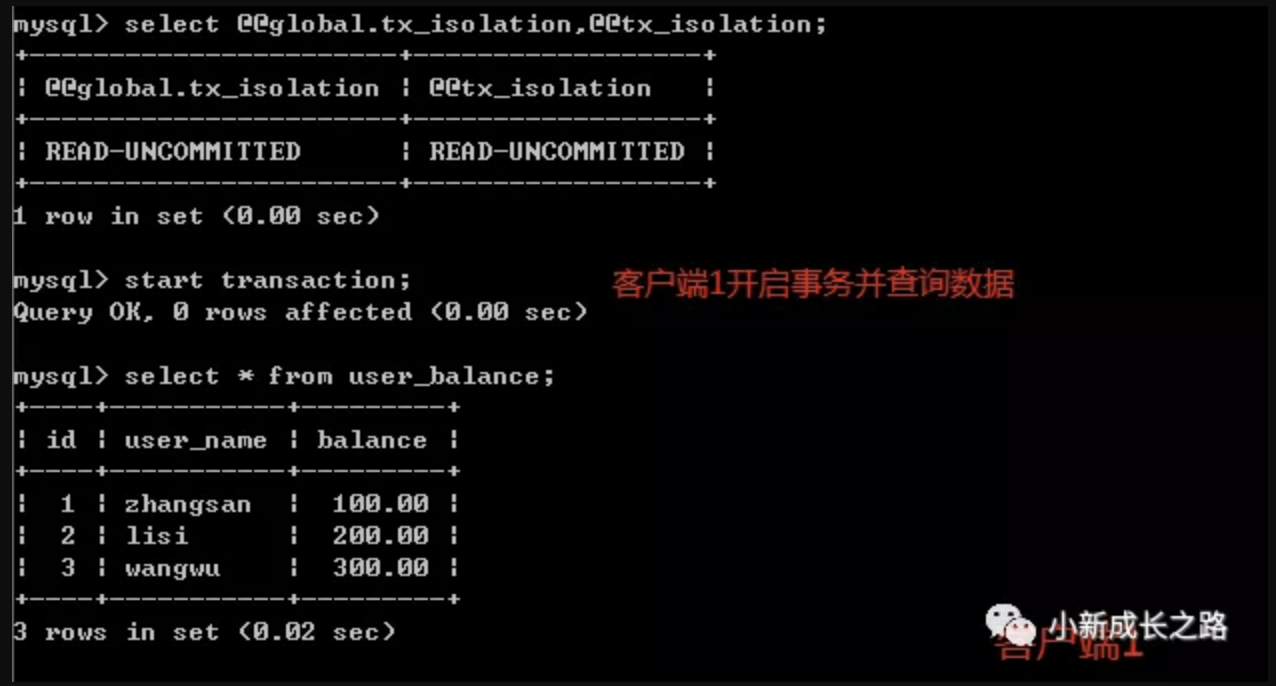 mysql> select @@global.tx_isolation,@@tx_isolation;
+-----------------------+------------------+
| @@global.tx_isolation | @@tx_isolation   |
+-----------------------+------------------+
| READ-UNCOMMITTED      | READ-UNCOMMITTED |
+-----------------------+------------------+
1 row in set (0.00 sec)
mysql> start transaction; 客户端1开启事务并查询数据
Query OK, 0 rows affected (0.00 sec)
mysql> select * from user_balance;
+----+-----------+---------+
| id | user_name | balance |
+----+-----------+---------+
|  1 | zhangsan  |  100.00 |
|  2 | lisi      |  200.00 |
|  3 | wangwu    |  300.00 |
+----+-----------+---------+
3 rows in set (0.02 sec)
小新成长之路
客户端1